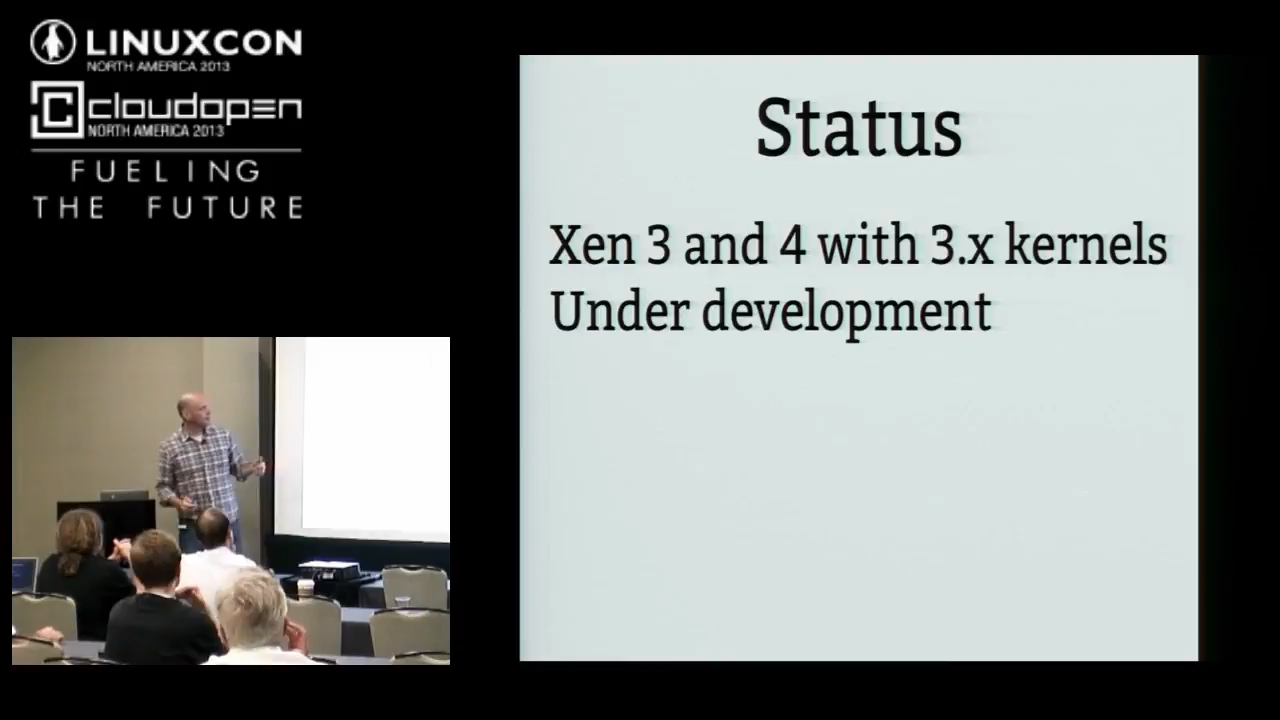 LINUXCON
NORTH AMERICA 2013
cloudopen
NORTH AMERICA 2013
FUELING
THE FUTURE
Status
Xen 3 and 4 with 3.x kernels
Under development